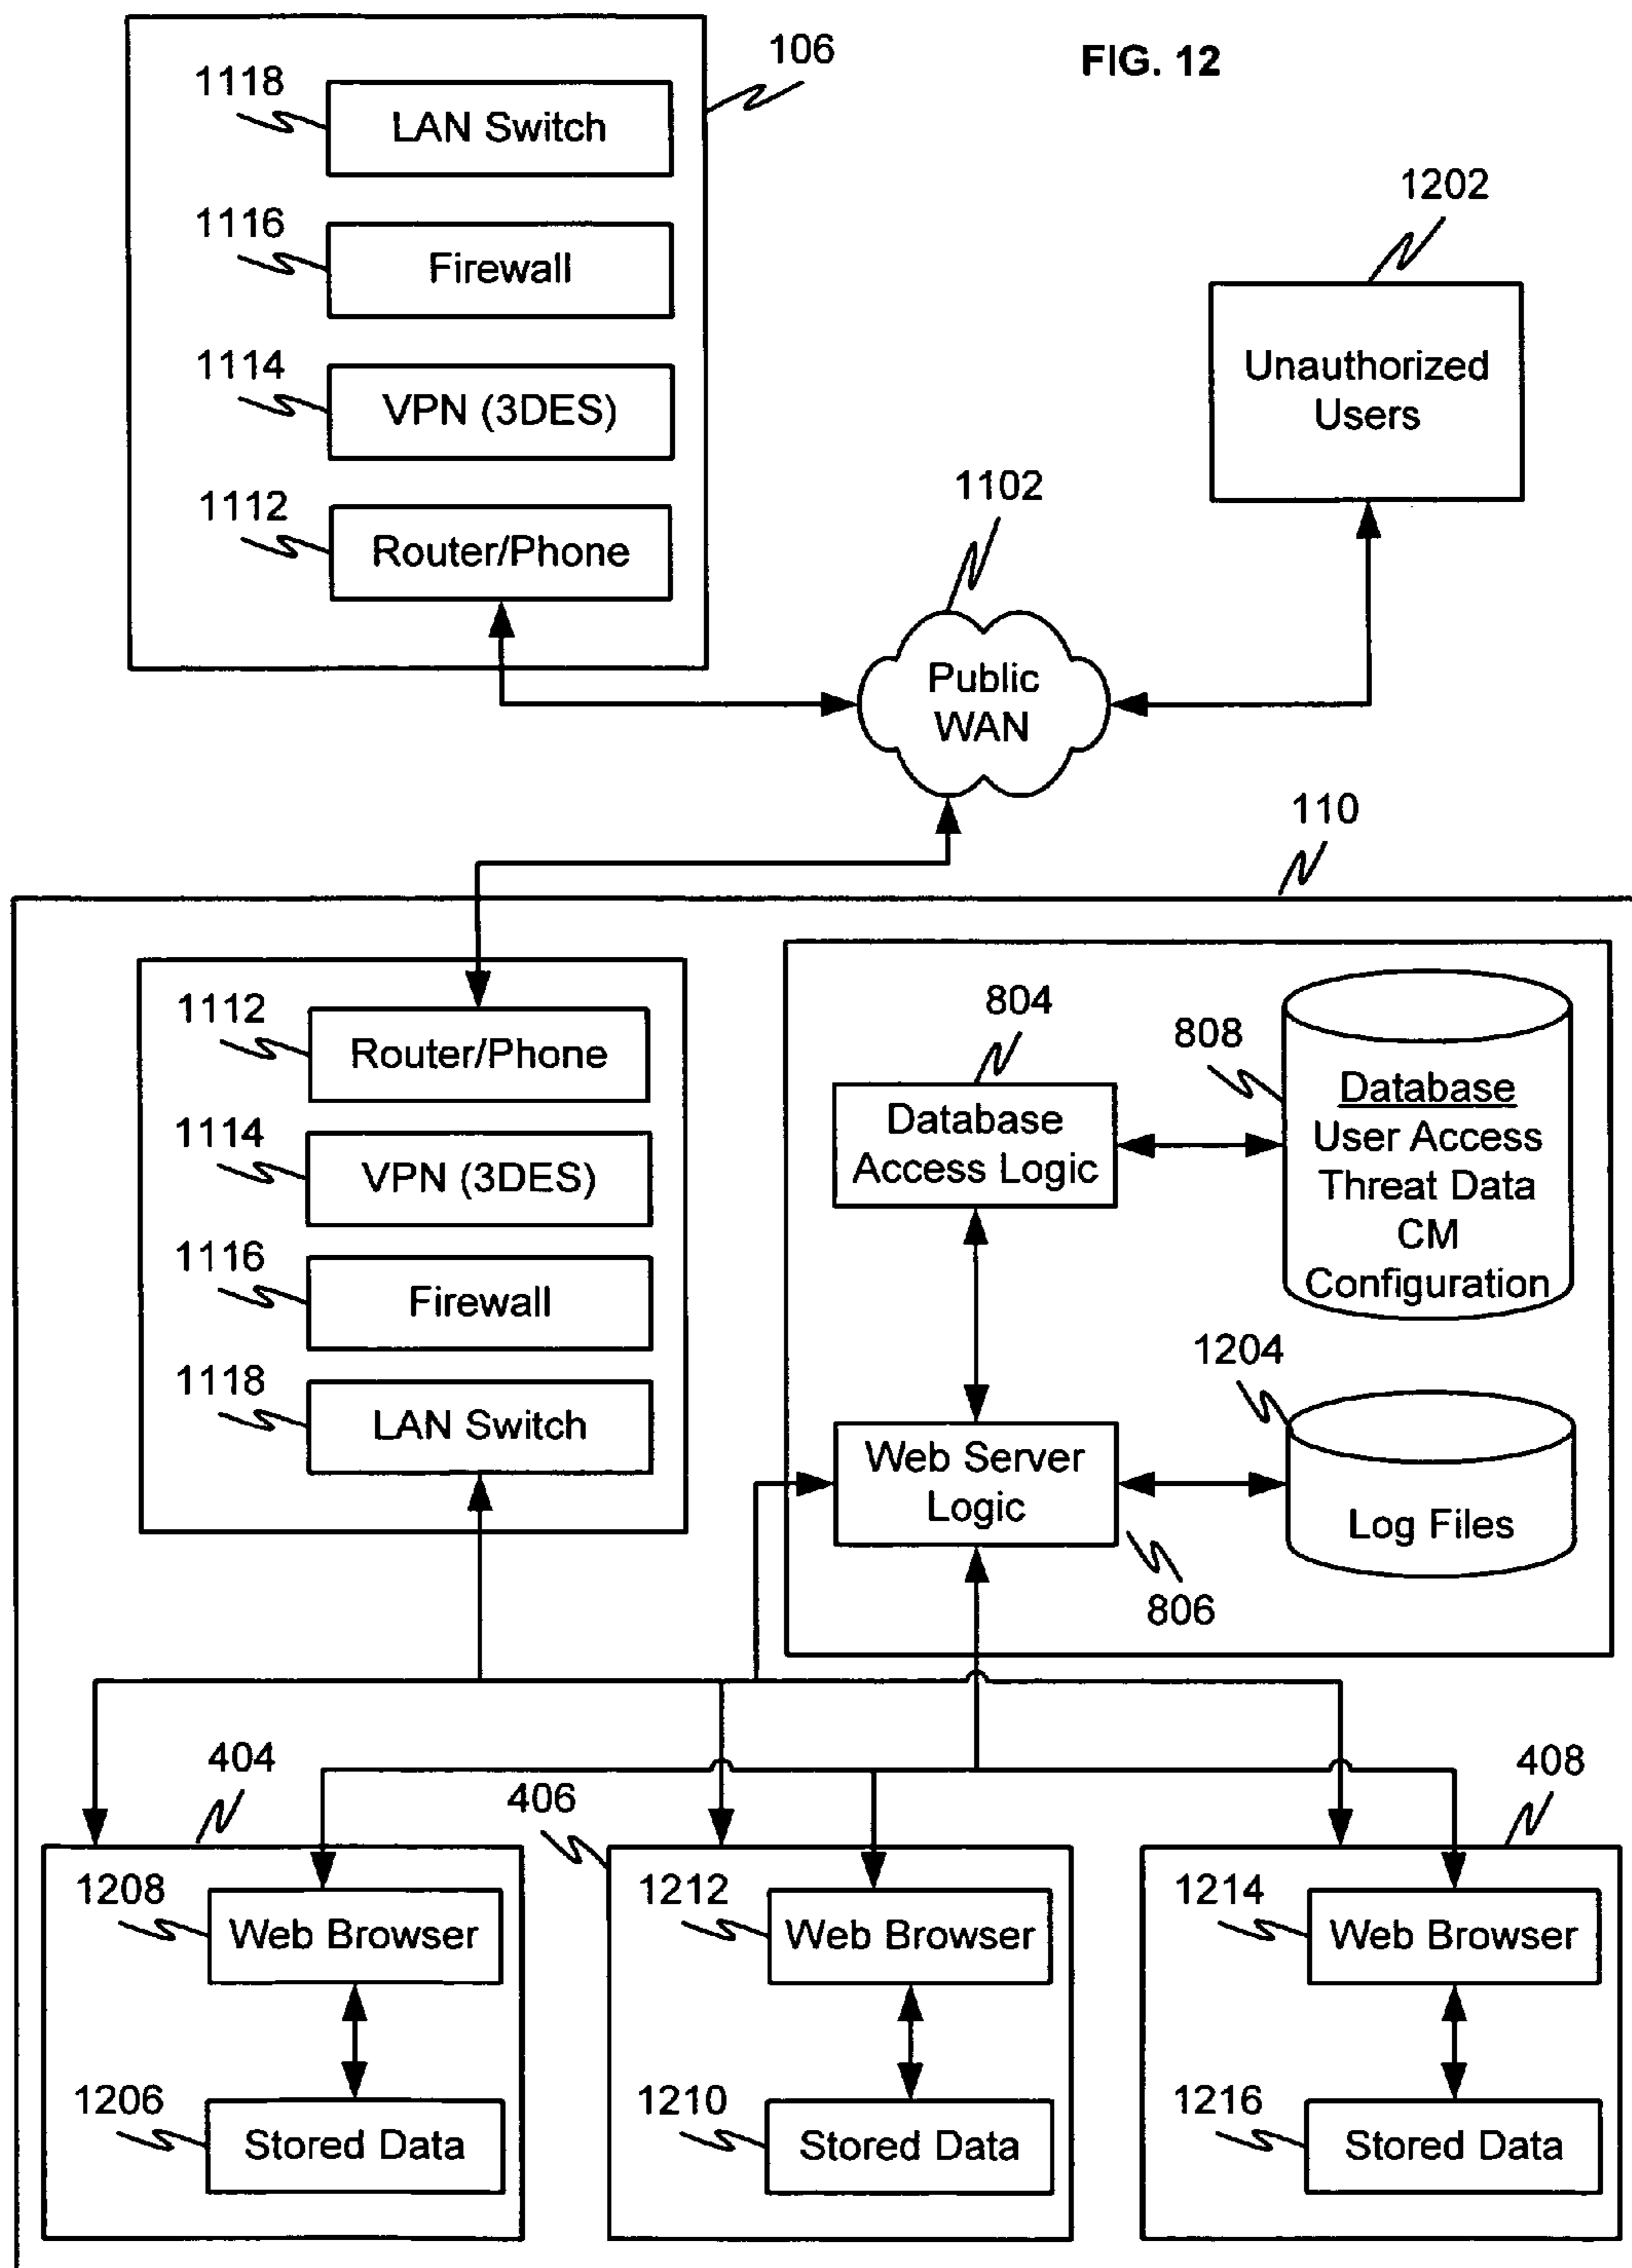 FIG. 12
106
1118
LAN Switch
1116
Firewall
1114
VPN (3DES)
1112
Router/Phone
1202
Unauthorized
Users
1102
Public
WAN
110
1112
Router/Phone
1114
VPN (3DES)
1116
Firewall
1118
LAN Switch
804
Database
Access Logic
808
Database
User Access
Threat Data
CM
Configuration
1204
Log Files
Web Server
Logic
806
404
1208
Web Browser
1206
Stored Data
406
1212
Web Browser
1210
Stored Data
408
1214
Web Browser
1216
Stored Data